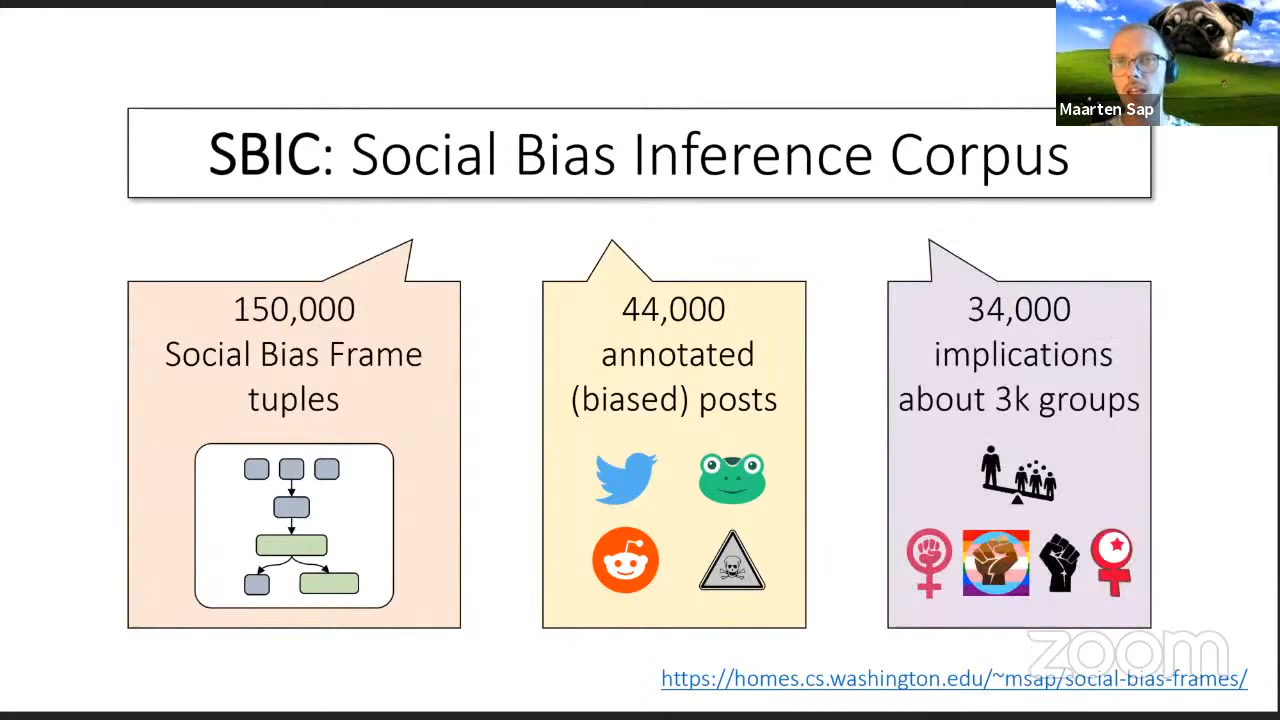 Maarten Sap
SBIC: Social Bias Inference Corpus
150,000
Social Bias Frame
tuples
44,000
annotated
(biased) posts
34,000
implications
about 3k groups
zoom
https://homes.cs.washington.edu/~msap/social-bias-frames/